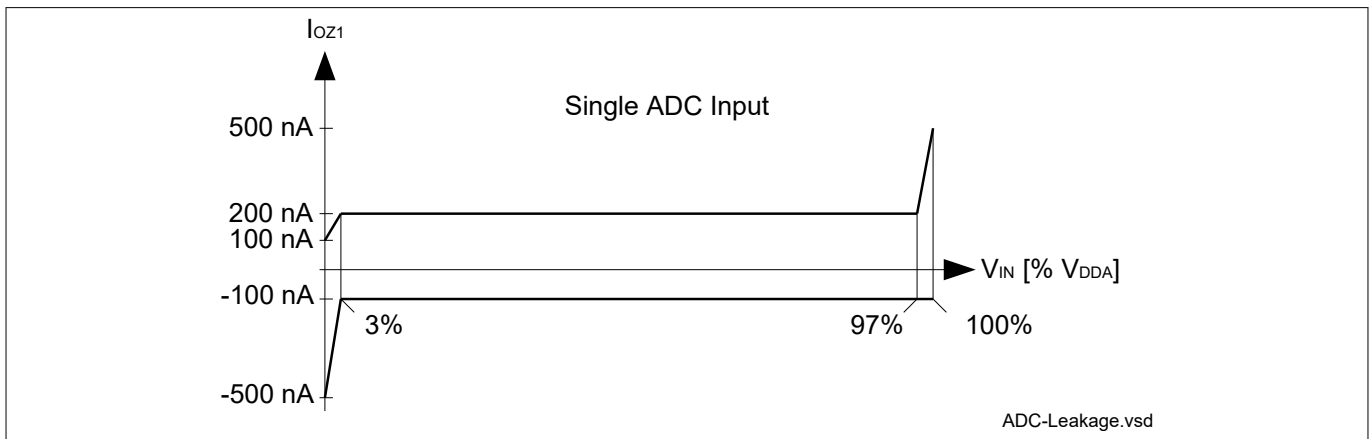 IOZ1
Single ADC Input
500 nA
200 nA
100 nA
VIN [% VDDA]
-100 nA
3%
97%
100%
-500 nA
ADC-Leakage.vsd